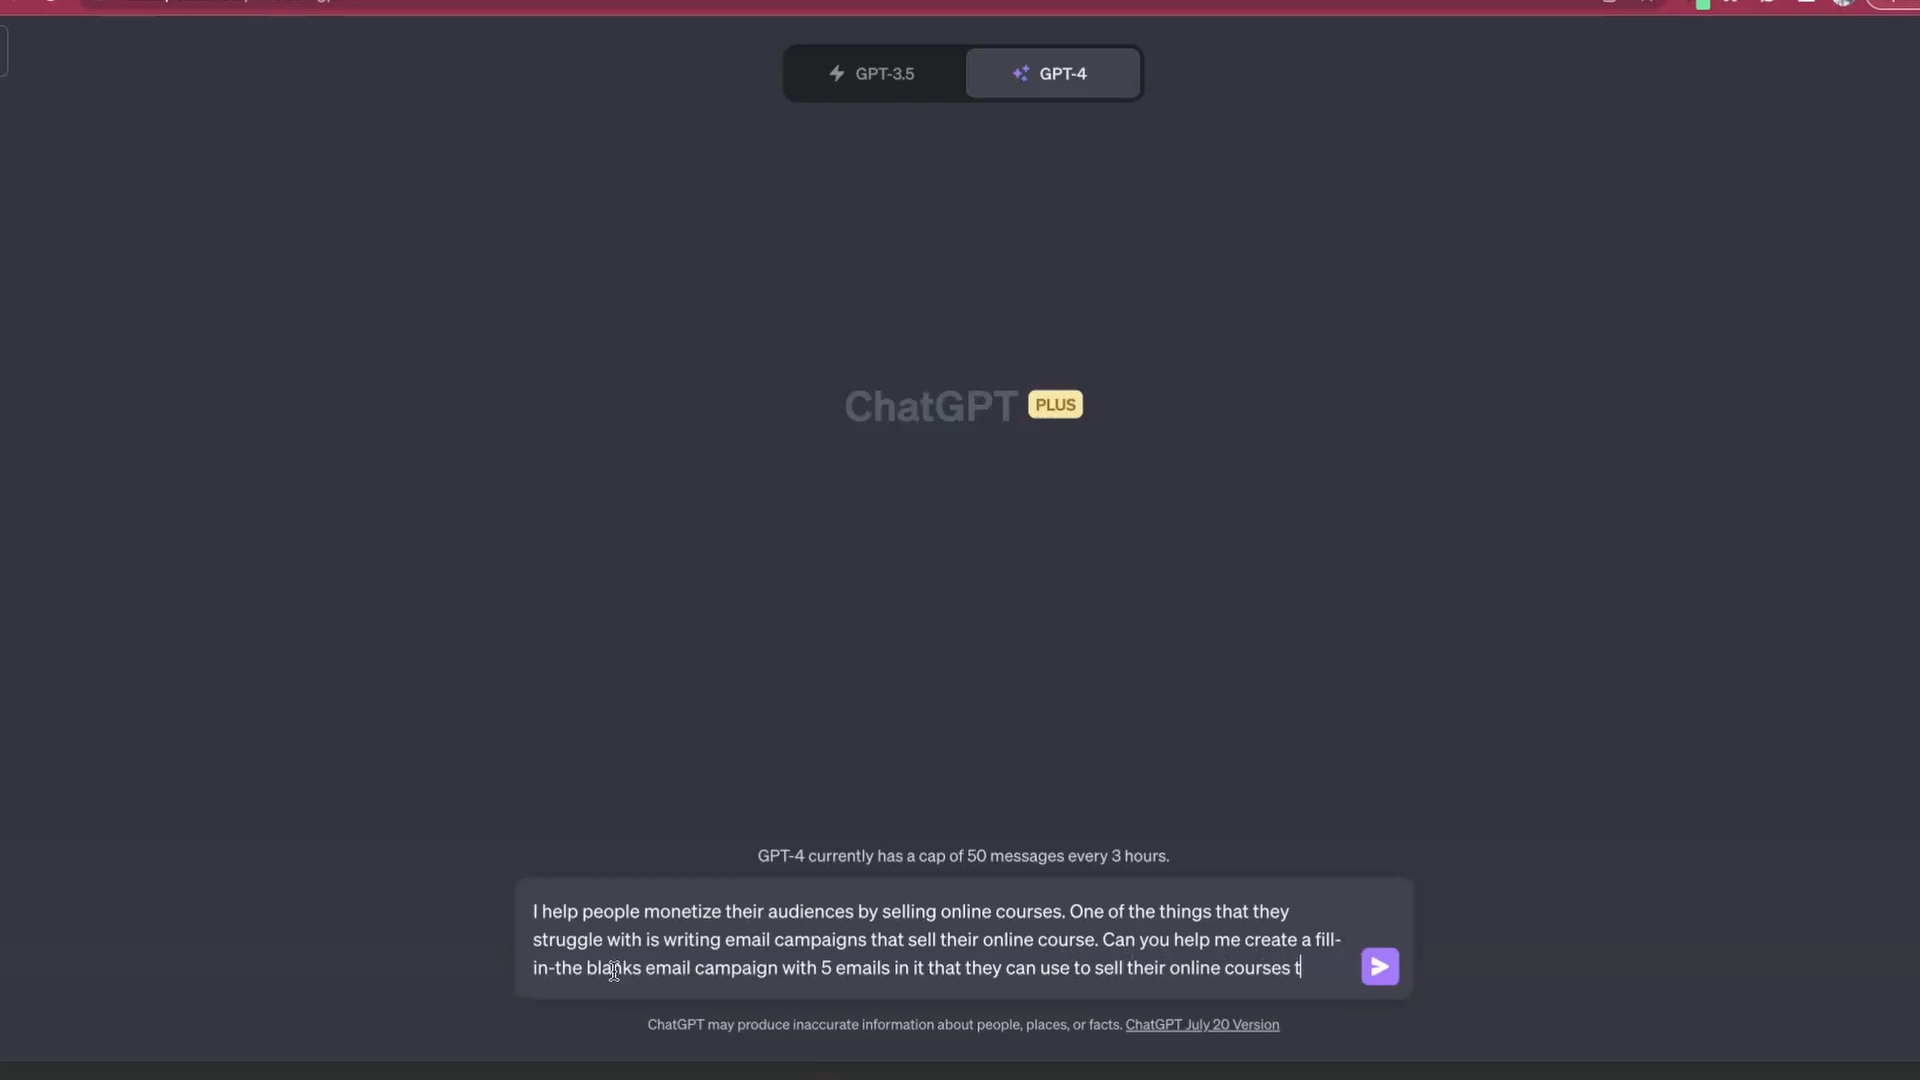 GPT-3.5
GPT-4
ChatGPT PLUS
GPT-4 currently has a cap of 50 messages every 3 hours.
I help people monetize their audiences by selling online courses. One of the things that they
struggle with is writing email campaigns that sell their online course. Can you help me create a fill-
in-the blanks email campaign with 5 emails in it that they can use to sell their online courses t
ChatGPT may produce inaccurate information about people, places, or facts. ChatGPT July 20 Version